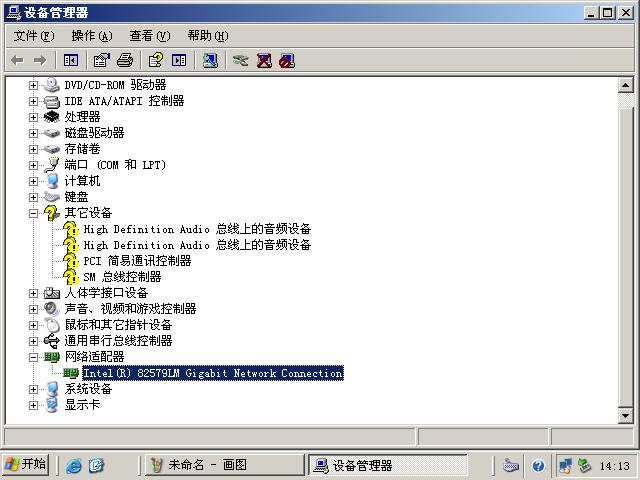 设备管理器
文件(F) 操作(A) 查看(V) 帮助(H)
DVD/CD-ROM 驱动器
IDE ATA/ATAPI 控制器
处理器
磁盘驱动器
存储卷
端口 (COM 和 LPT)
计算机
键盘
其它设备
High Definition Audio 总线上的音频设备
High Definition Audio 总线上的音频设备
PCI 简易通讯控制器
SM 总线控制器
人体学接口设备
声音、视频和游戏控制器
鼠标和其它指针设备
通用串行总线控制器
网络适配器
Intel(R) 82579LM Gigabit Network Connection
系统设备
显示卡
开始 未命名 - 画图 设备管理器 14:13